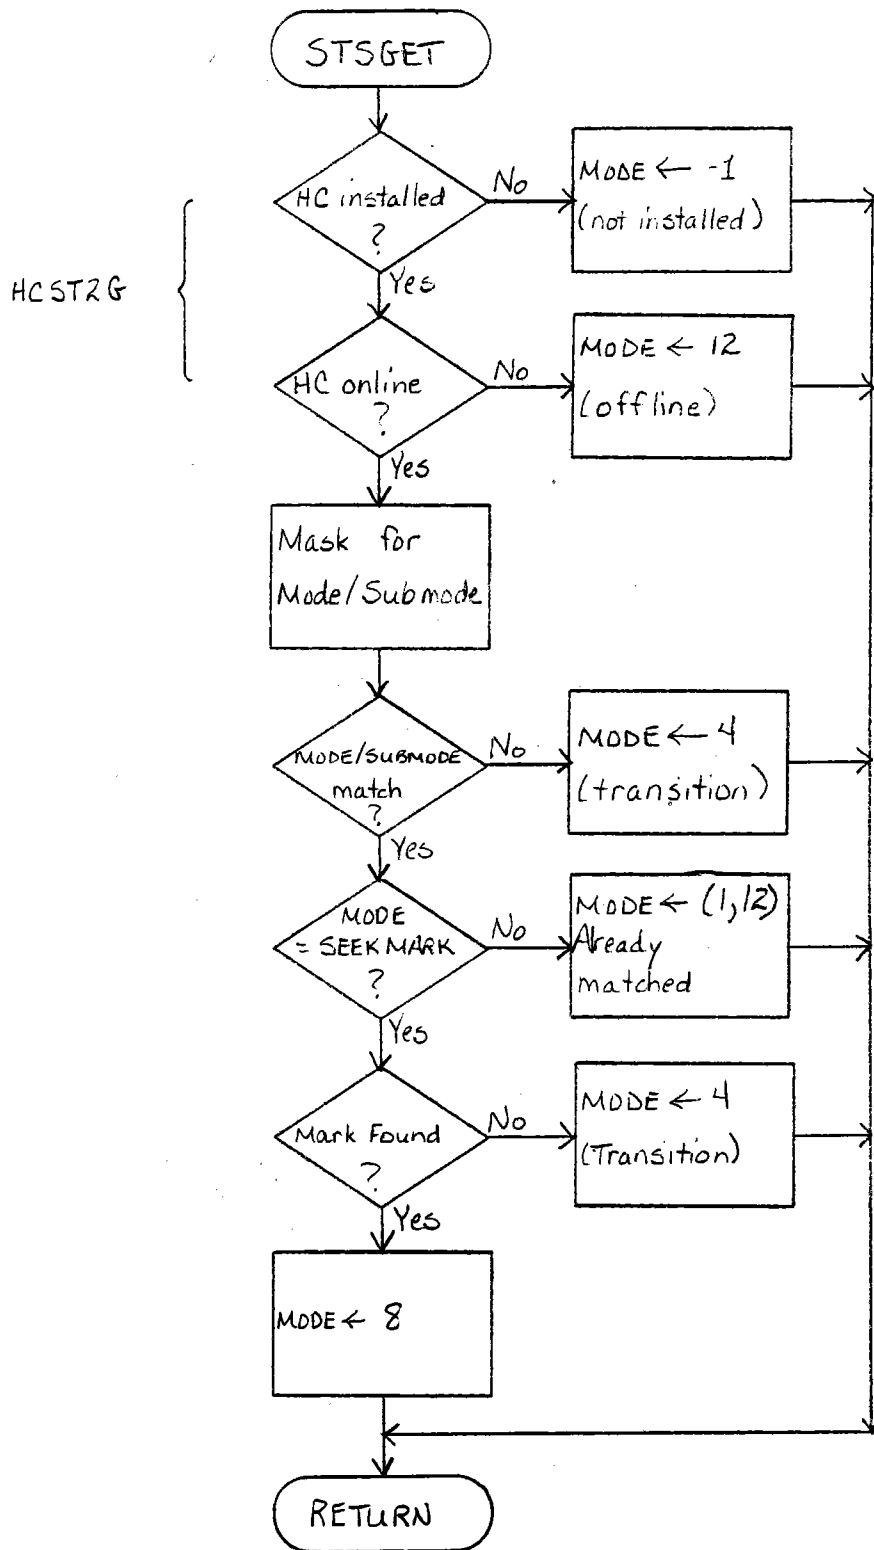 STSGET
HC installed
?
No
MODE ← -1
(not installed)
Yes
HCST2G
HC online
?
No
MODE ← 12
(offline)
Yes
Mask for
Mode/Submode
MODE/SUBMODE
match
?
No
MODE ← 4
(transition)
Yes
MODE
= SEEK MARK
?
No
MODE ← (1,12)
Already
matched
Yes
Mark Found
?
No
MODE ← 4
(Transition)
Yes
MODE ← 8
RETURN